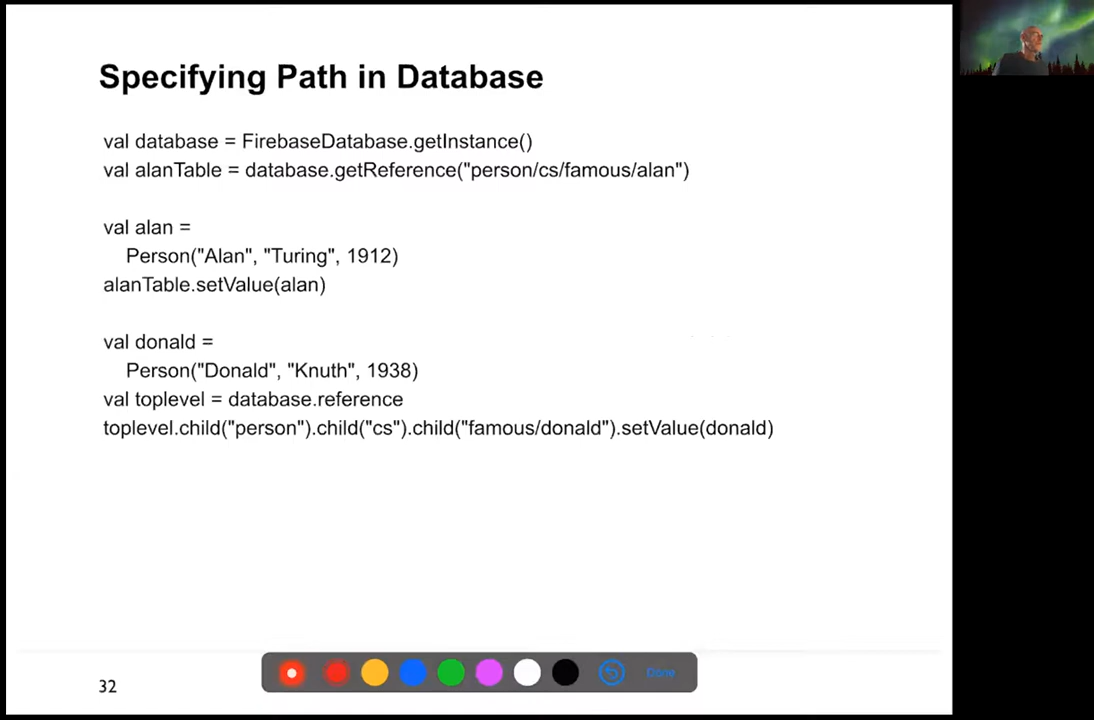 Specifying Path in Database
val database = FirebaseDatabase.getInstance()
val alanTable = database.getReference("person/cs/famous/alan")
val alan =
Person("Alan", "Turing", 1912)
alanTable.setValue(alan)
val donald =
Person("Donald", "Knuth", 1938)
val toplevel = database.reference
toplevel.child("person").child("cs").child("famous/donald").setValue(donald)
32
Done